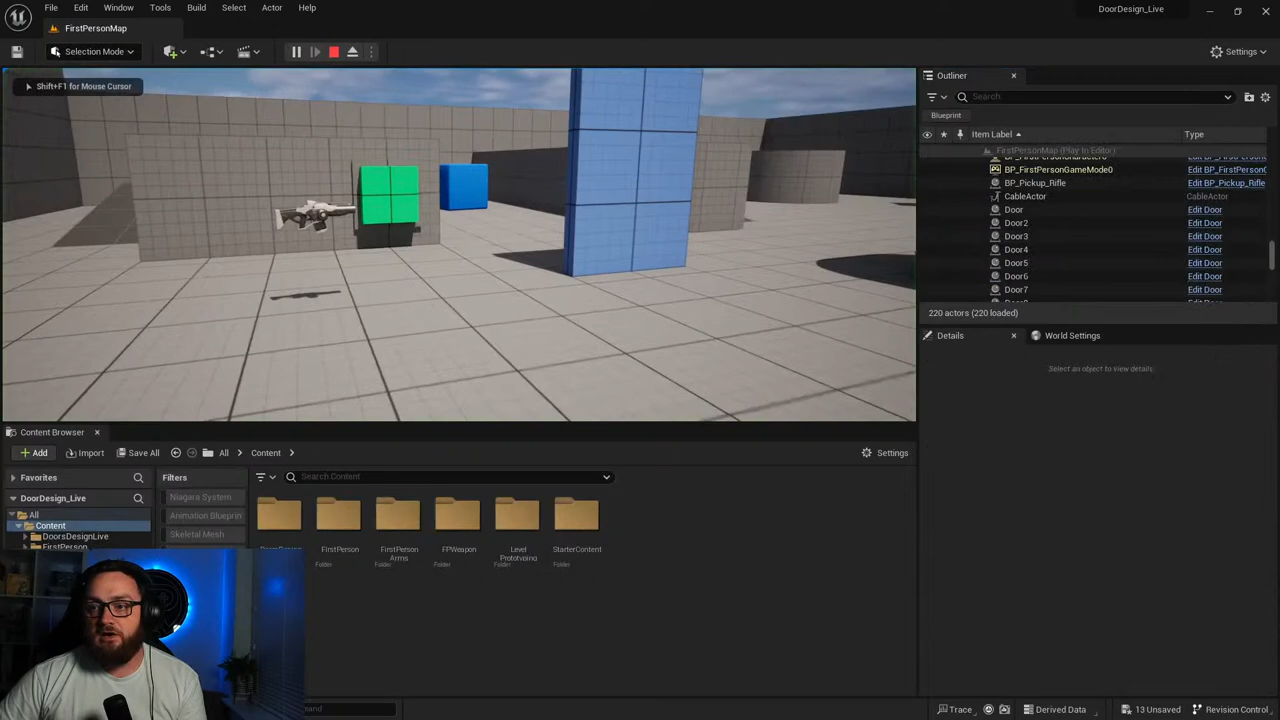 File Edit Window Tools Build Select Actor Help
DoorDesign_Live
FirstPersonMap
Selection Mode
Settings
Shift+F1 for Mouse Cursor
Outliner
Search.
Blueprint
Item Label
Type
FirstPersonMap (Play In Editor)
BP_FirstPersonGameMode0 Edit BP_FirstPersonG
BP_Pickup_Rifle Edit BP_Pickup_Rifle
CableActor CableActor
Door Edit Door
Door2 Edit Door
Door3 Edit Door
Door4 Edit Door
Door5 Edit Door
Door6 Edit Door
Door7 Edit Door
220 actors (220 loaded)
Details
World Settings
Select an object to view details.
Content Browser
Add
Import
Save All
All
Content
Settings
Favorites
Filters
Search Content
DoorDesign_Live
All
Content
DoorsDesignLive
FirstPerson
Niagara System
Animation Blueprin
Skeletal Mesh
FirstPerson
Folder
FirstPerson
Arms
Folder
FPWeapon
Folder
Level
Prototyping
Folder
StarterContent
Folder
mand
Trace
Derived Data
13 Unsaved
Revision Control